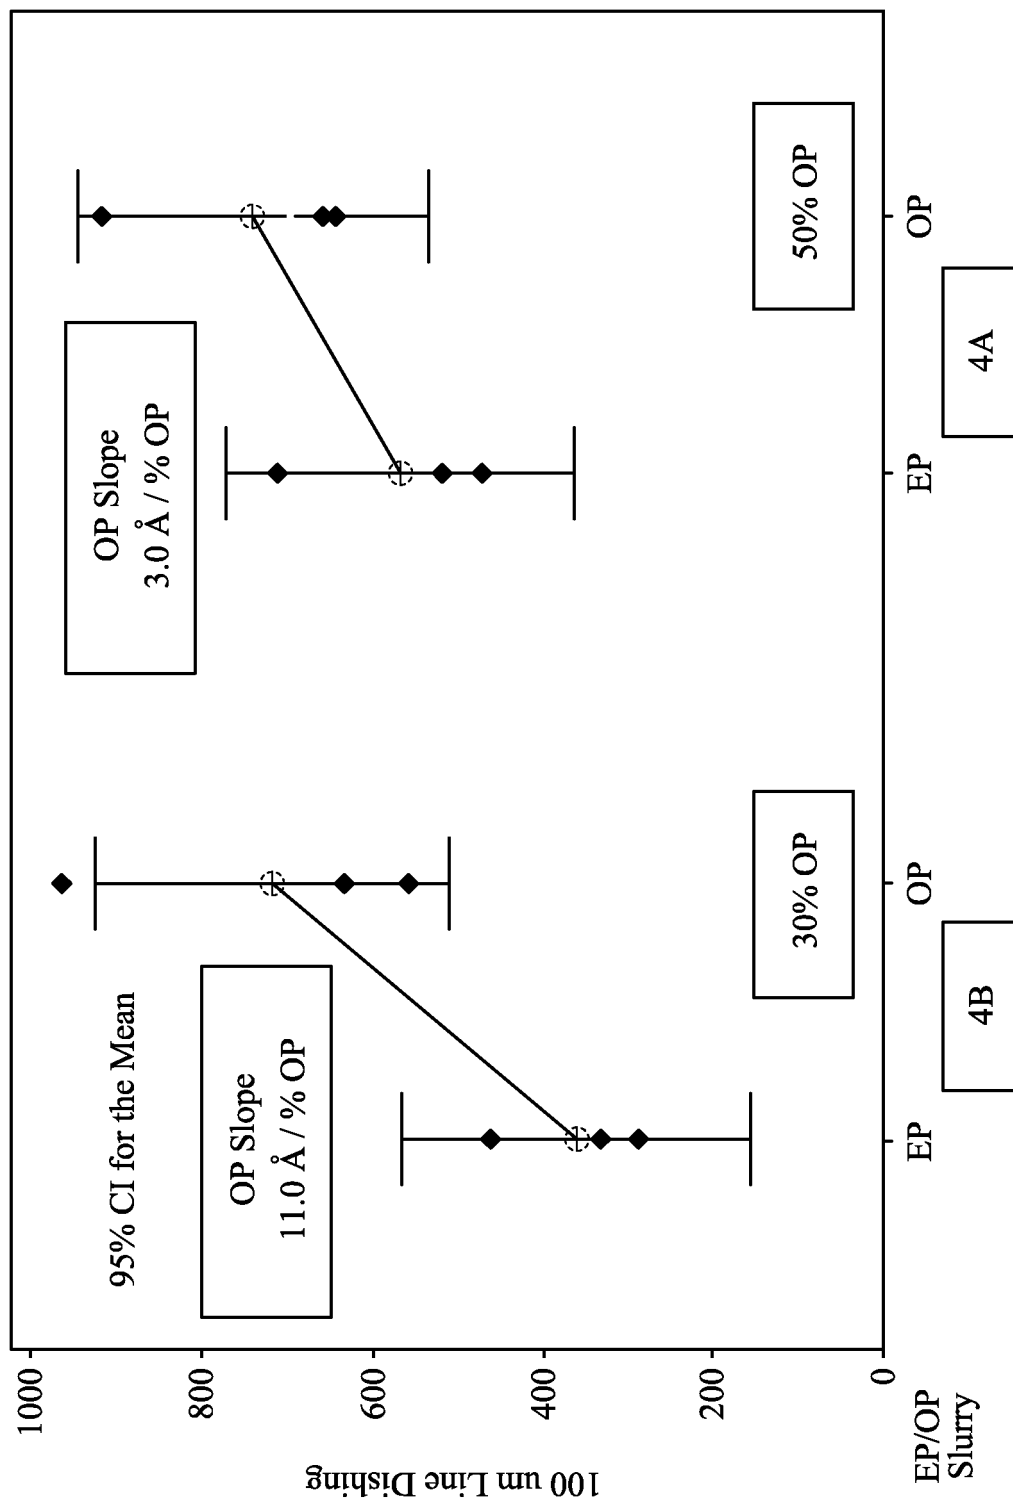 100 um Line Dishing
1000
800
600
400
200
0
95% CI for the Mean
OP Slope
11.0 Å / % OP
OP Slope
3.0 Å / % OP
30% OP
50% OP
EP
OP
EP
OP
EP/OP
Slurry
4B
4A